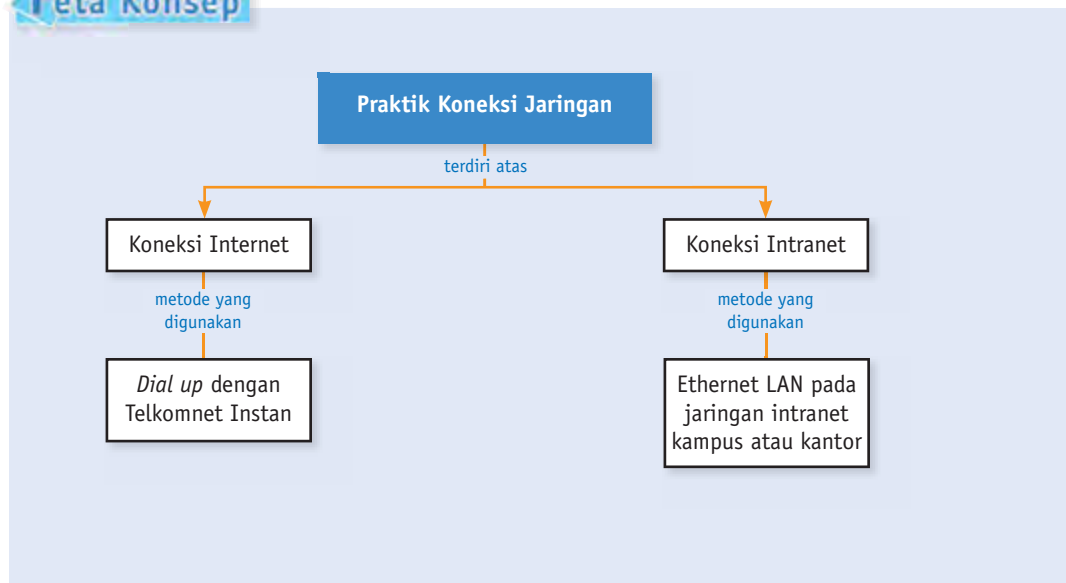 Peta Konsep
Praktik Koneksi Jaringan
terdiri atas
Koneksi Internet
Koneksi Intranet
metode yang
digunakan
metode yang
digunakan
Dial up dengan
Telkomnet Instan
Ethernet LAN pada
jaringan intranet
kampus atau kantor